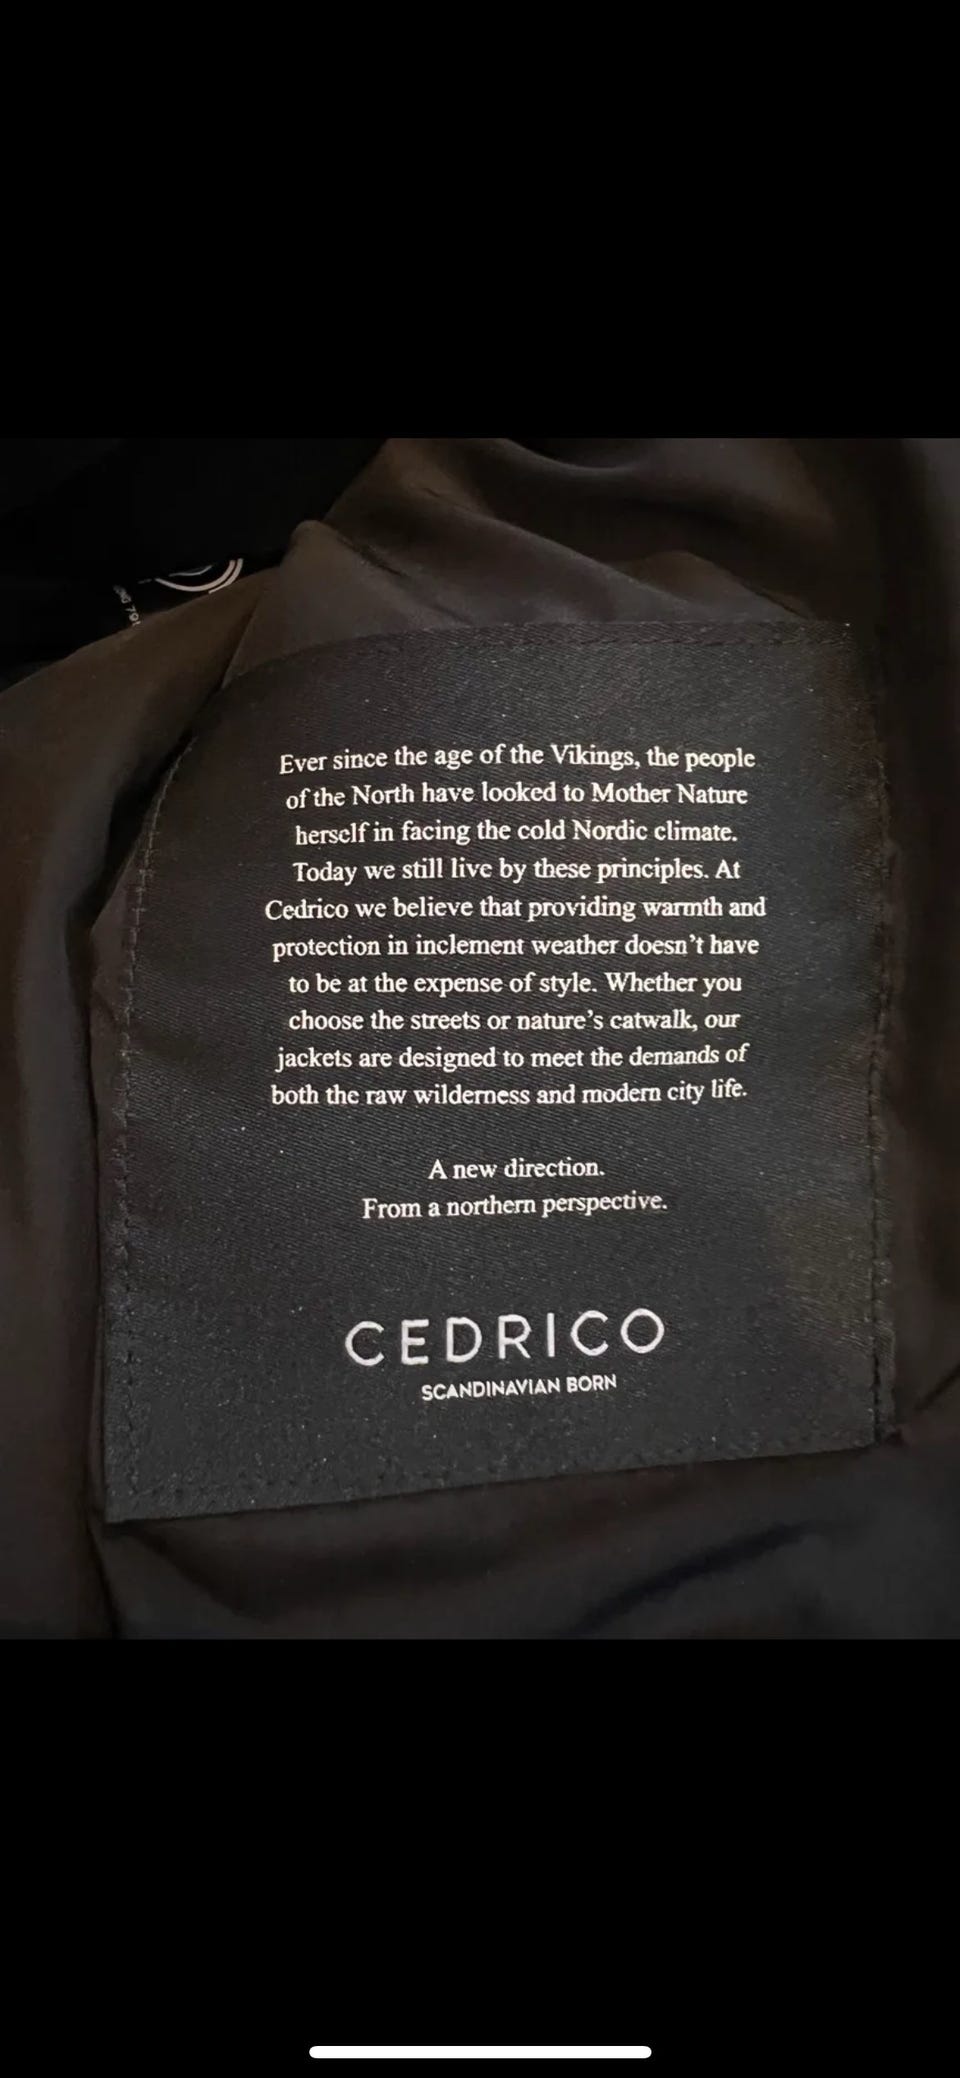 Ever since the age of the Vikings, the people
of the North have looked to Mother Nature
herself in facing the cold Nordic climate.
Today we still live by these principles. At
Cedrico we believe that providing warmth and
protection in inclement weather doesn't have
to be at the expense of style. Whether you
choose the streets or nature's catwalk, our
jackets are designed to meet the demands of
both the raw wilderness and modern city life.
A new direction.
From a northern perspective.
CEDRICO
SCANDINAVIAN BORN